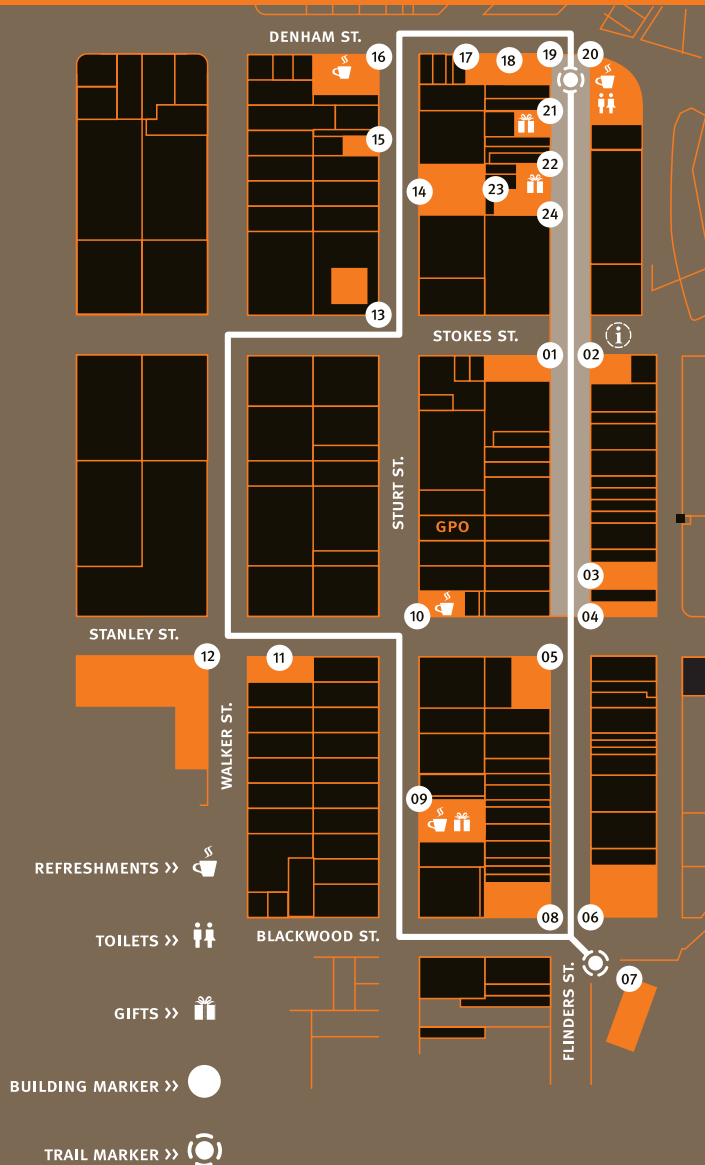 DENHAM ST.
16
17
18
19
20
21
15
22
14
23
24
13
STOKES ST.
i
01
02
STURT ST.
GPO
03
10
04
STANLEY ST.
12
11
05
WALKER ST.
09
REFRESHMENTS >>
08
06
TOILETS >>
BLACKWOOD ST.
FLINDERS ST.
07
GIFTS >>
BUILDING MARKER >>
TRAIL MARKER >>